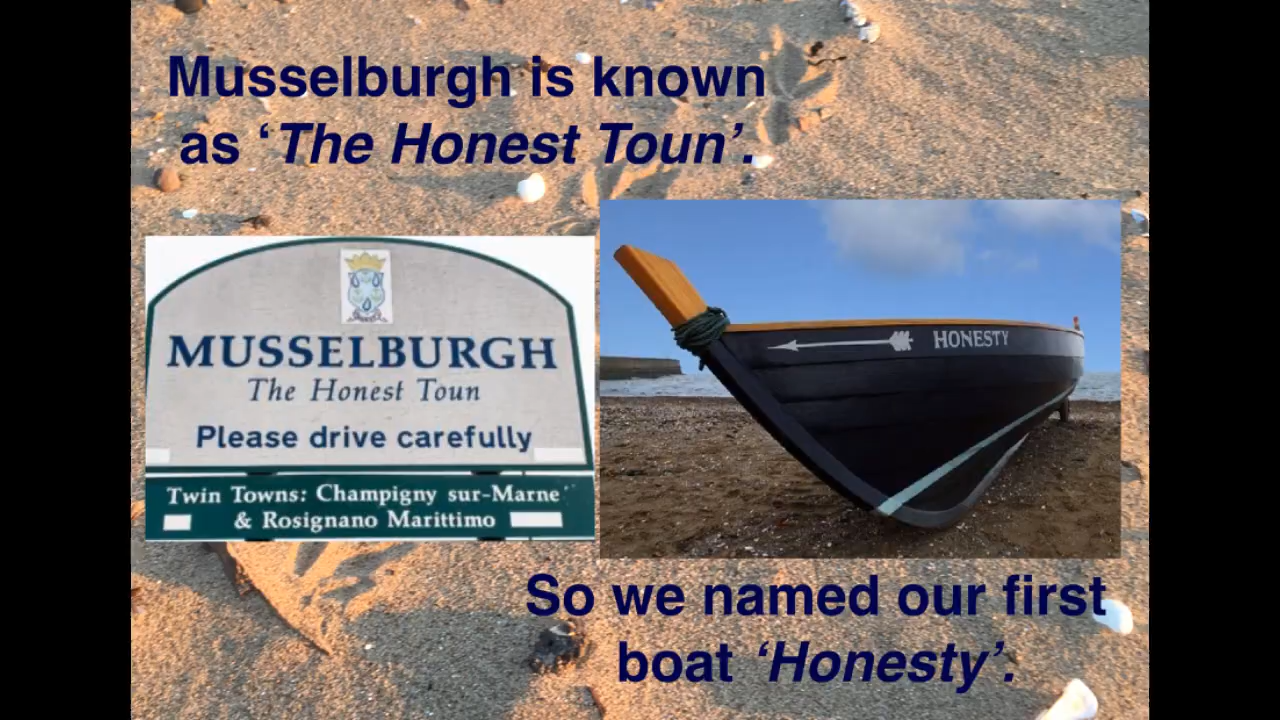 Musselburgh is known
as ‘The Honest Toun’.
MUSSELBURGH
The Honest Toun
Please drive carefully
Twin Towns: Champigny sur-Marne
& Rosignano Marittimo
HONESTY
So we named our first
boat ‘Honesty’.